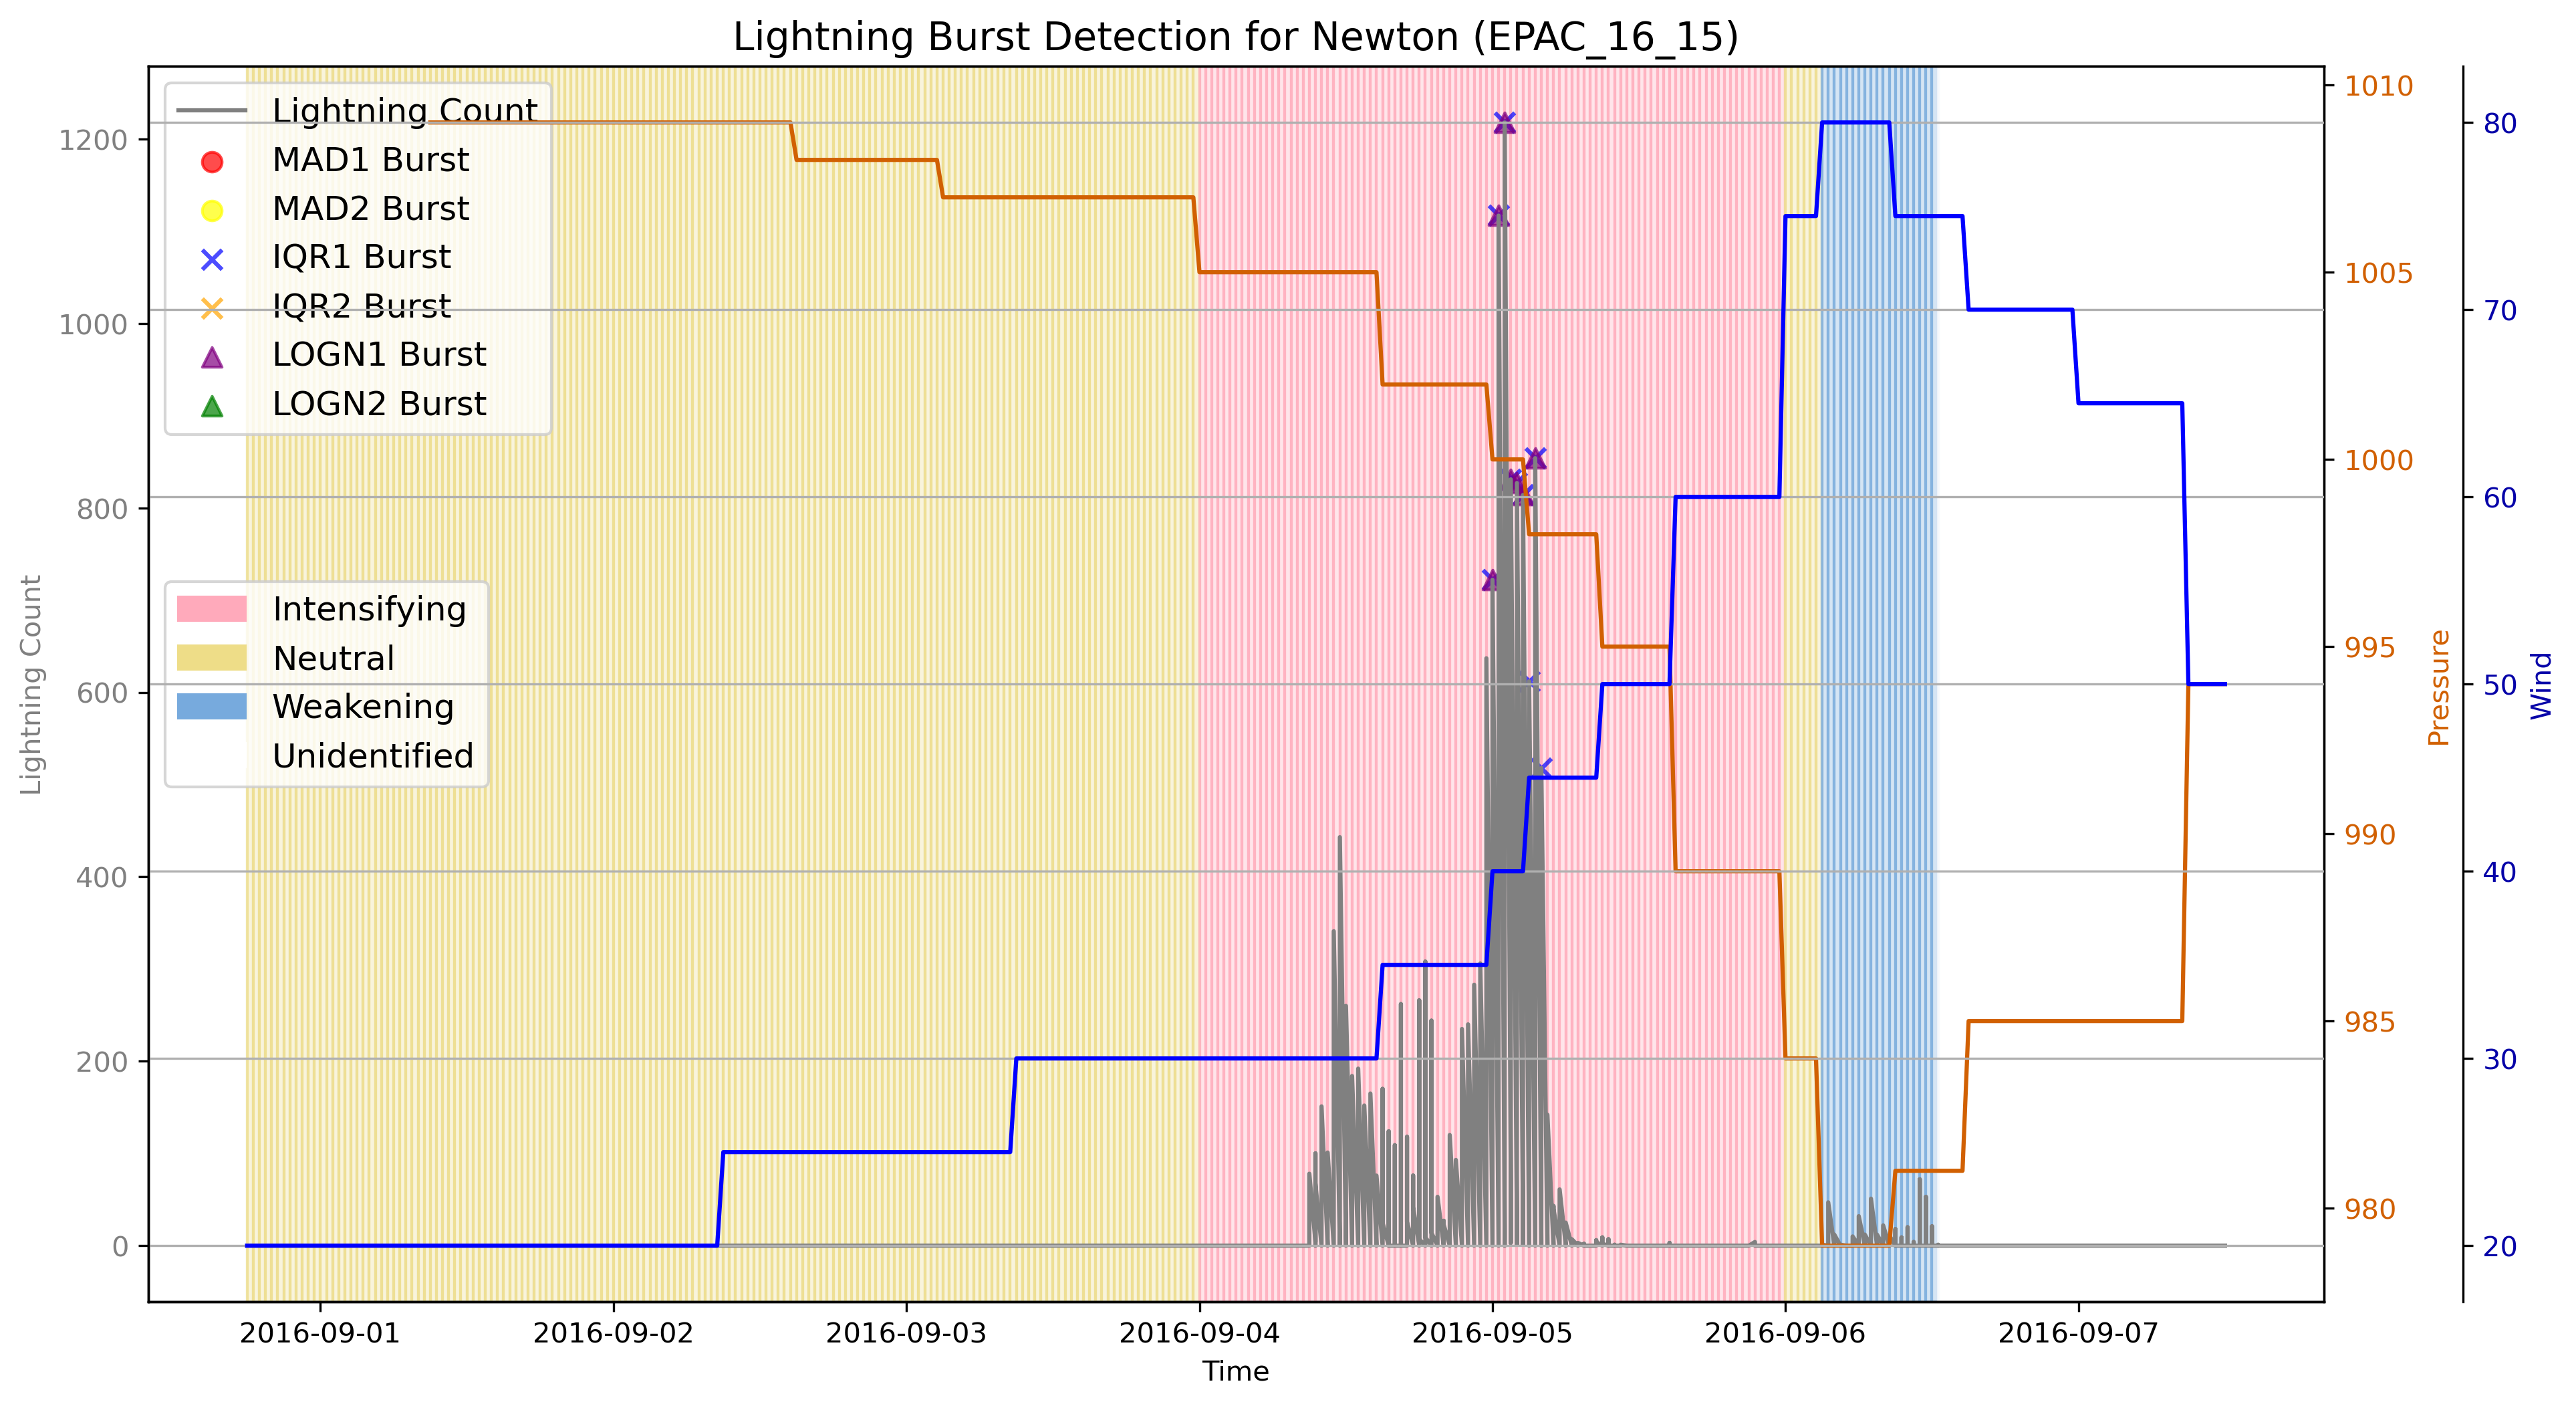 Lightning Burst Detection for Newton (EPAC_16_15)
Lightning Count
MAD1 Burst
MAD2 Burst
IQR1 Burst
IQR2 Burst
LOGN1 Burst
LOGN2 Burst
Intensifying
Neutral
Weakening
Unidentified
Lightning Count
1200
1000
800
600
400
200
0
2016-09-01
2016-09-02
2016-09-03
2016-09-04
2016-09-05
2016-09-06
2016-09-07
Time
1010
1005
1000
995
990
985
980
Pressure
80
70
60
50
40
30
20
Wind